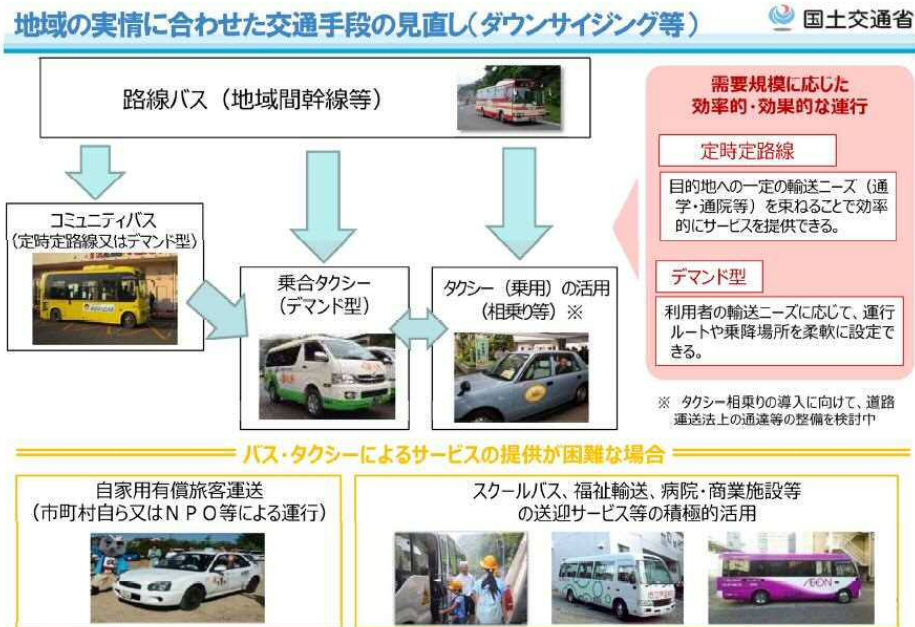 地域の実情に合わせた交通手段の見直し（ダウンサイジング等）
国土交通省
路線バス（地域間幹線等）
需要規模に応じた
効率的・効果的な運行
定時定路線
目的地への一定の輸送ニーズ（通
学・通院等）を束ねることで効率
的にサービスを提供できる。
デマンド型
利用者の輸送ニーズに応じて、運行
ルートや乗降場所を柔軟に設定で
きる。
コミュニティバス
（定時定路線又はデマンド型）
乗合タクシー
（デマンド型）
タクシー（乗用）の活用
（相乗り等）※
※ タクシー相乗りの導入に向けて、道路
運送法上の通達等の整備を検討中
バス・タクシーによるサービスの提供が困難な場合
自家用有償旅客運送
（市町村自ら又はＮＰＯ等による運行）
スクールバス、福祉輸送、病院・商業施設等
の送迎サービス等の積極的活用
ÆON